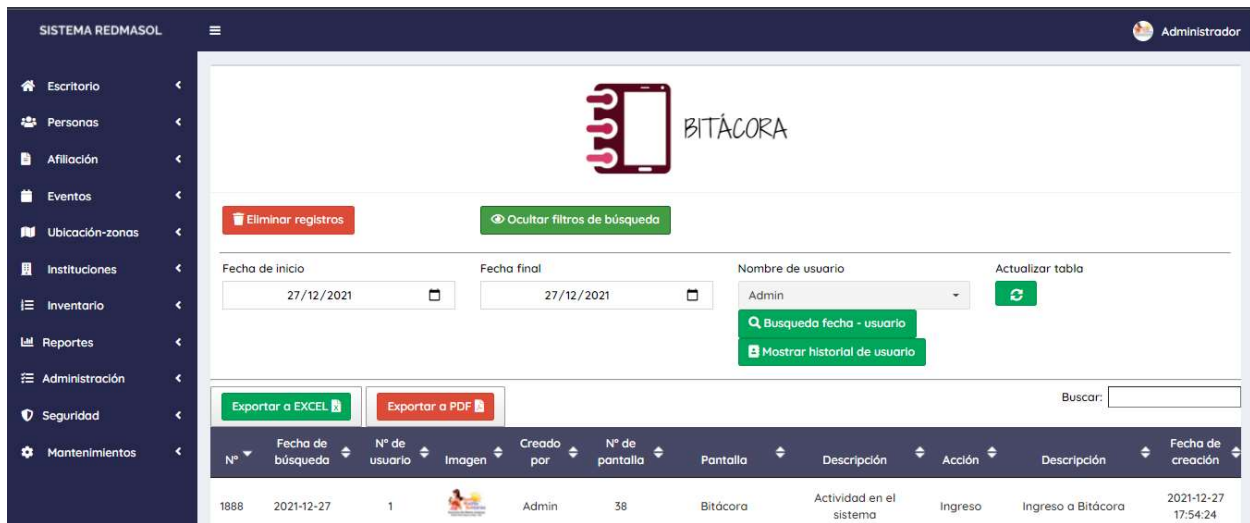 SISTEMA REDMASOL
Administrador
Escritorio
Personas
Afiliación
Eventos
Ubicación-zonas
Instituciones
Inventario
Reportes
Administración
Seguridad
Mantenimientos
BITÁCORA
Eliminar registros
Ocultar filtros de búsqueda
Fecha de inicio
Fecha final
Nombre de usuario
Actualizar tabla
27/12/2021
27/12/2021
Admin
Busqueda fecha - usuario
Mostrar historial de usuario
Exportar a EXCEL
Exportar a PDF
Buscar:
N°
Fecha de
búsqueda
N° de
usuario
Imagen
Creado
por
N° de
pantalla
Pantalla
Descripción
Acción
Descripción
Fecha de
creación
1888
2021-12-27
1
Admin
38
Bitácora
Actividad en el
sistema
Ingreso
Ingreso a Bitácora
2021-12-27
17:54:24